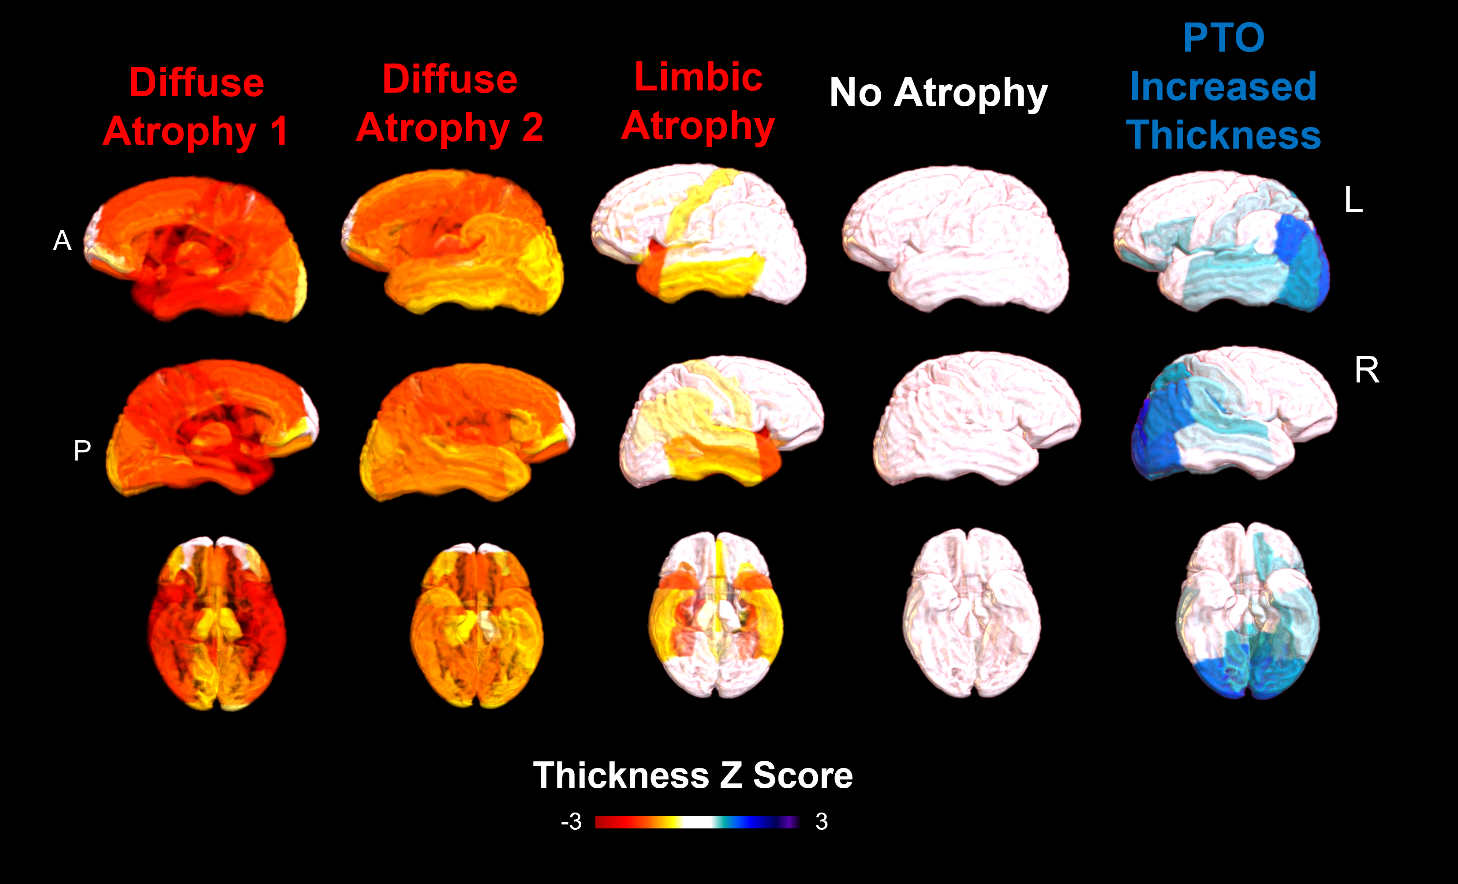 Diffuse
Atrophy 1
Diffuse
Atrophy 2
Limbic
Atrophy
No Atrophy
PTO
Increased
Thickness
L
A
R
P
Thickness Z Score
-3
3